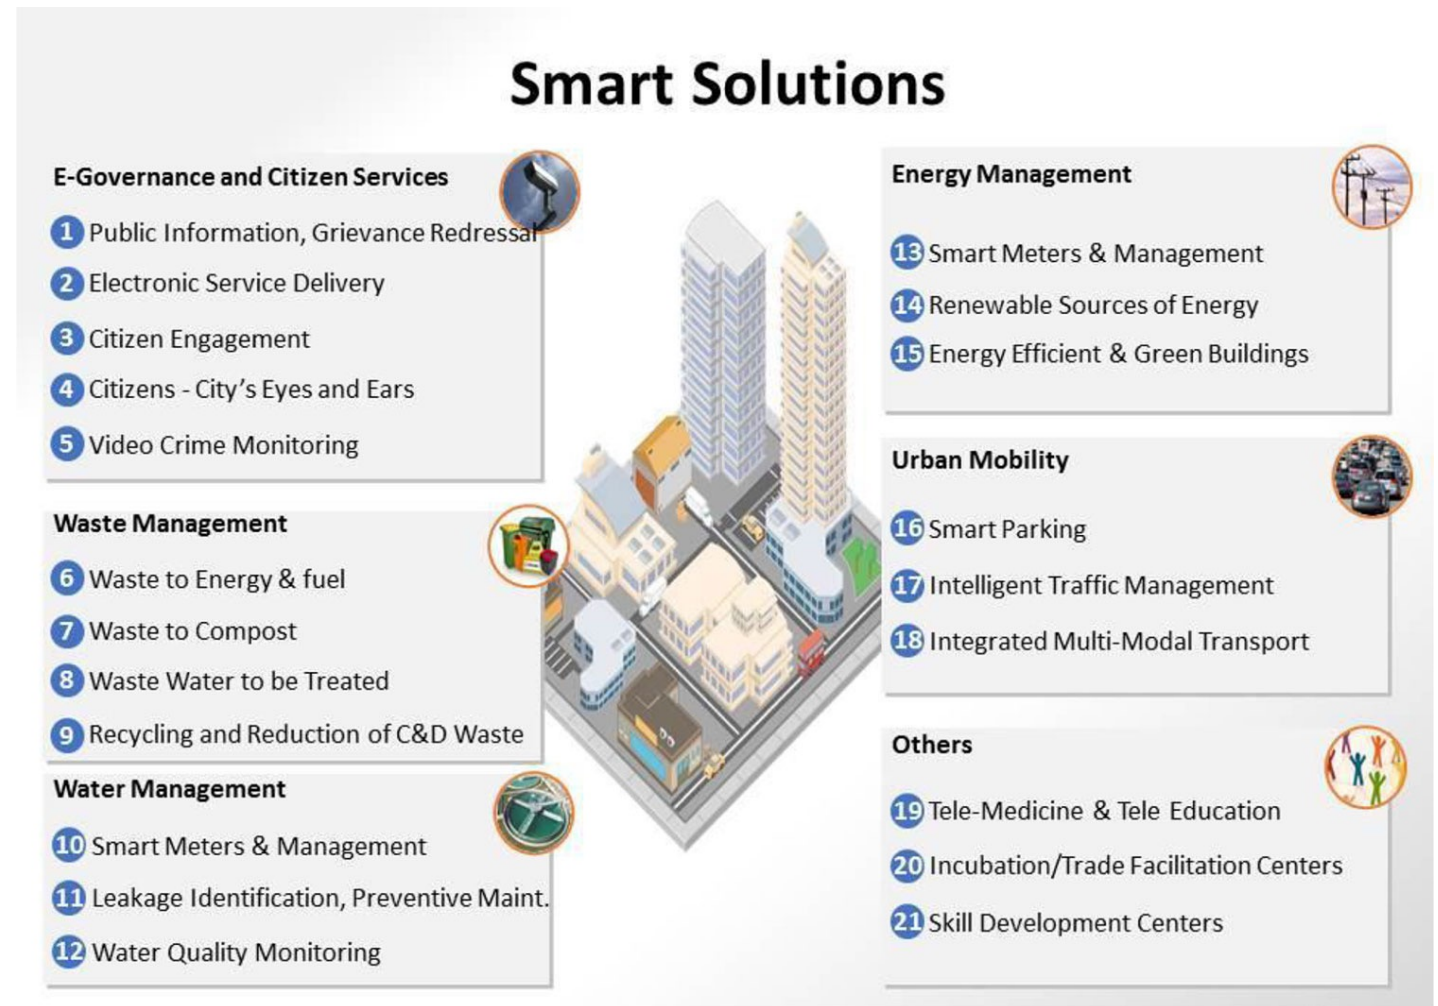 Smart Solutions
E-Governance and Citizen Services
1 Public Information, Grievance Redressal
2 Electronic Service Delivery
3 Citizen Engagement
4 Citizens - City’s Eyes and Ears
5 Video Crime Monitoring
Waste Management
6 Waste to Energy & fuel
7 Waste to Compost
8 Waste Water to be Treated
9 Recycling and Reduction of C&D Waste
Water Management
10 Smart Meters & Management
11 Leakage Identification, Preventive Maint.
12 Water Quality Monitoring
Energy Management
13 Smart Meters & Management
14 Renewable Sources of Energy
15 Energy Efficient & Green Buildings
Urban Mobility
16 Smart Parking
17 Intelligent Traffic Management
18 Integrated Multi-Modal Transport
Others
19 Tele-Medicine & Tele Education
20 Incubation/Trade Facilitation Centers
21 Skill Development Centers